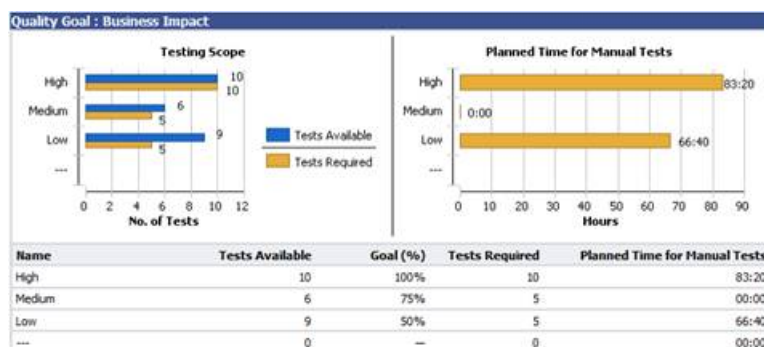 Quality Goal : Business Impact
Testing Scope
High
10
10
Medium
6
5
Low
9
5
---
0 2 4 6 8 10 12
No. of Tests
Tests Available
Tests Required
Planned Time for Manual Tests
High
83:20
Medium
0:00
Low
66:40
---
0 10 20 30 40 50 60 70 80 90
Hours
Name Tests Available Goal (%) Tests Required Planned Time for Manual Tests
High 10 100% 10 83:20
Medium 6 75% 5 00:00
Low 9 50% 5 66:40
--- 0 -- 0 00:00